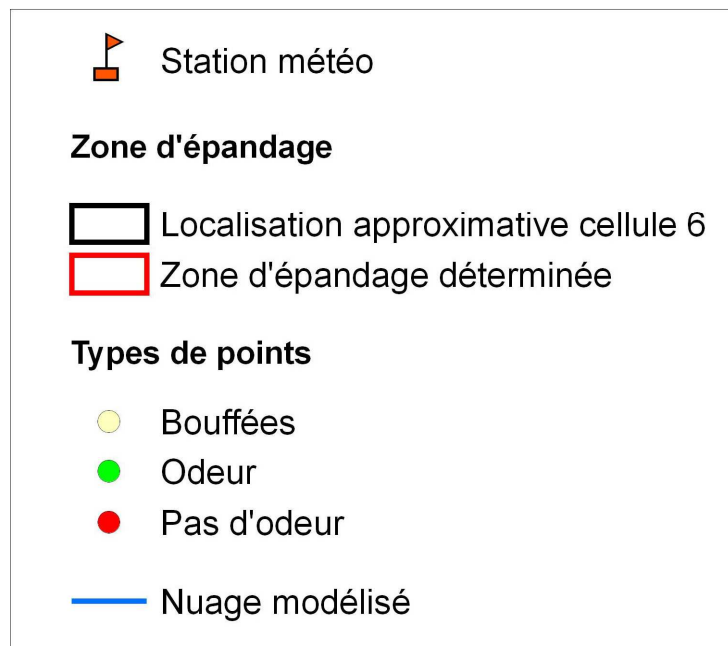 Station météo
Zone d'épandage
Localisation approximative cellule 6
Zone d'épandage déterminée
Types de points
Bouffées
Odeur
Pas d'odeur
Nuage modélisé